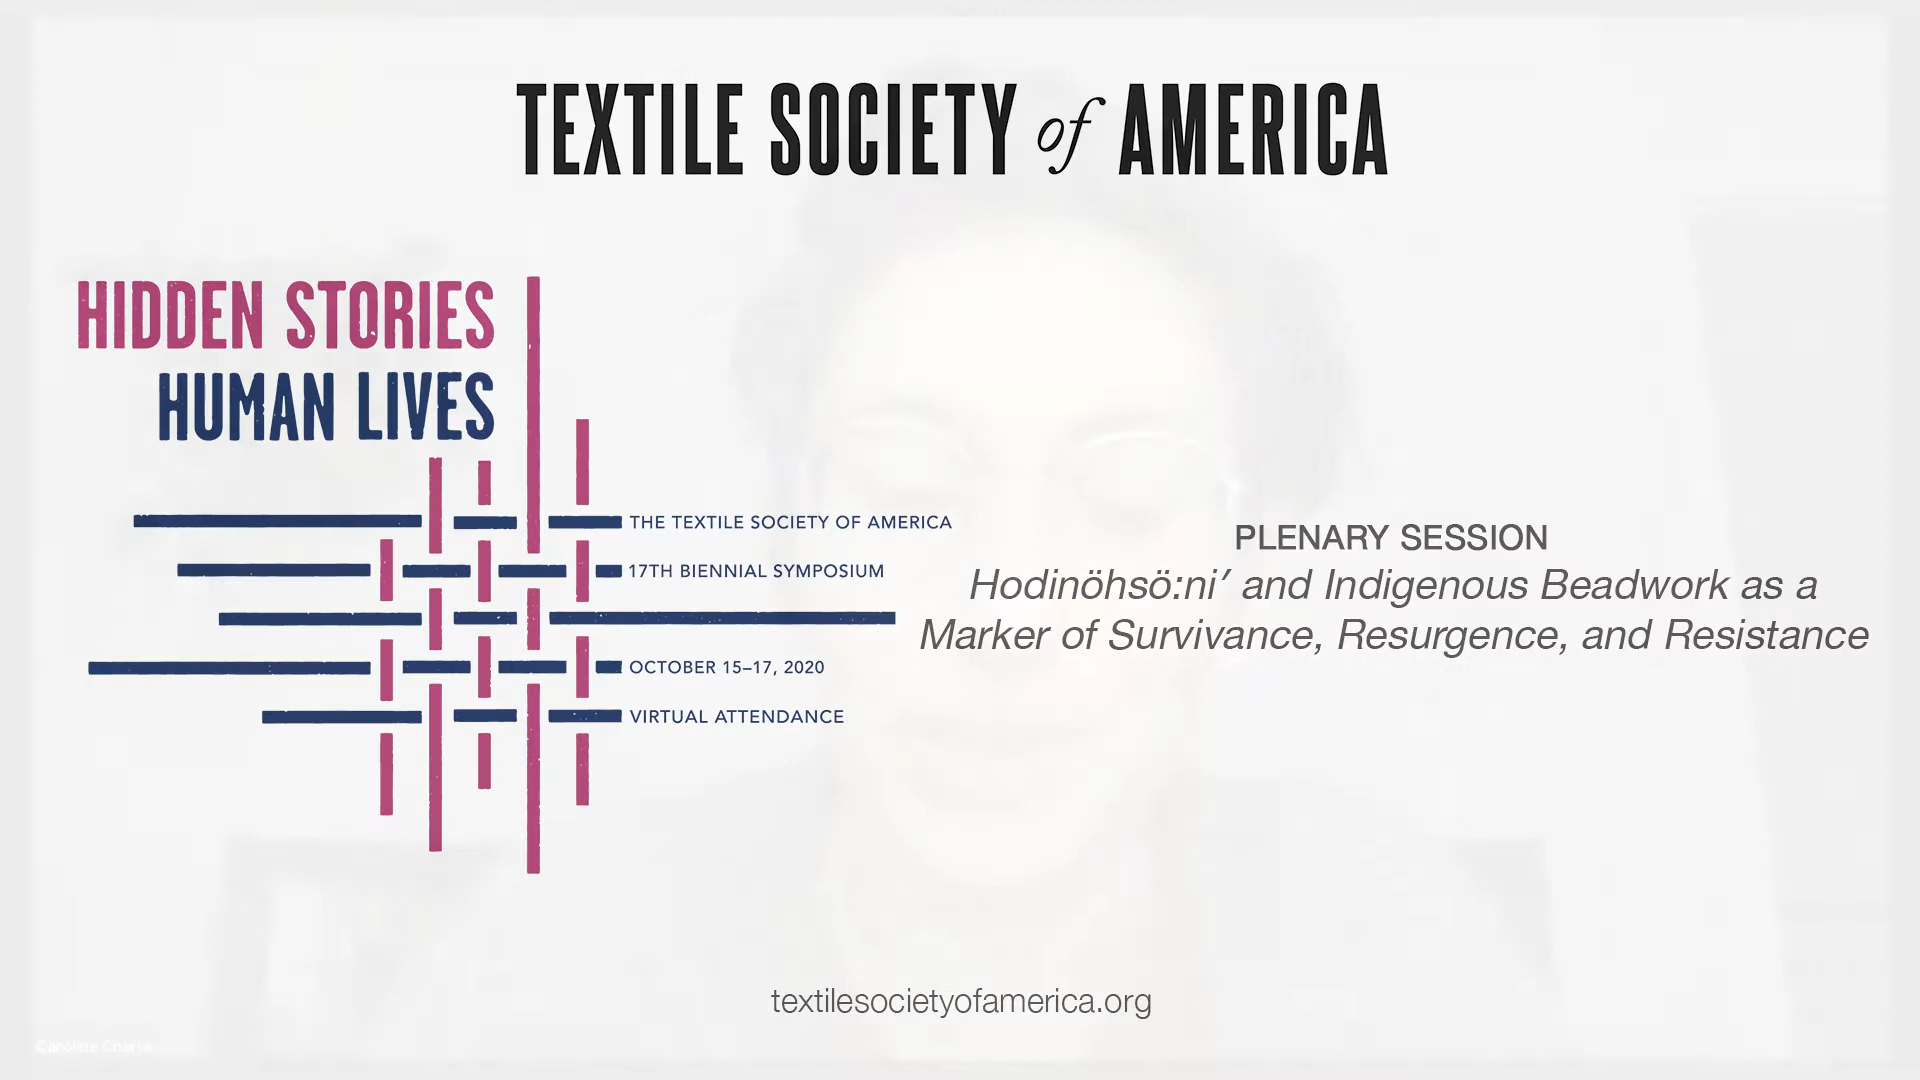 TEXTILE SOCIETY of AMERICA
HIDDEN STORIES
HUMAN LIVES
THE TEXTILE SOCIETY OF AMERICA
17TH BIENNIAL SYMPOSIUM
OCTOBER 15–17, 2020
VIRTUAL ATTENDANCE
PLENARY SESSION
Hodinöhsö:ni′ and Indigenous Beadwork as a
Marker of Survivance, Resurgence, and Resistance
textilesocietyofamerica.org